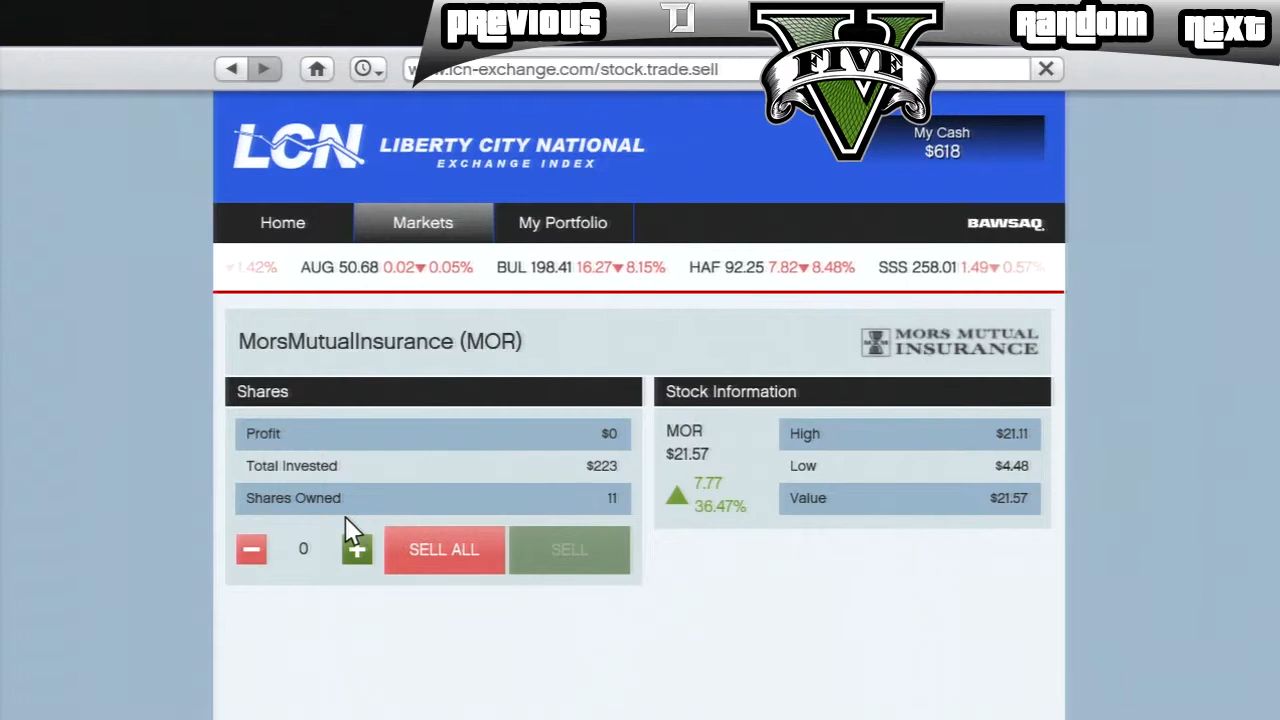 PREVIOUS
TJ
FIVE
RANDOM
NEXT
.lcn-exchange.com/stock.trade.sell
My Cash
$618
LCN LIBERTY CITY NATIONAL
EXCHANGE INDEX
Home Markets My Portfolio BAWSAQ
1.42% AUG 50.68 0.02▼0.05% BUL 198.41 16.27▼8.15% HAF 92.25 7.82▼8.48% SSS 258.01 1.49▼0.57%
MorsMutualInsurance (MOR)
MORS MUTUAL
INSURANCE
Shares
Profit $0
Total Invested $223
Shares Owned 11
0 SELL ALL SELL
Stock Information
MOR
$21.57
7.77
36.47%
High $21.11
Low $4.48
Value $21.57